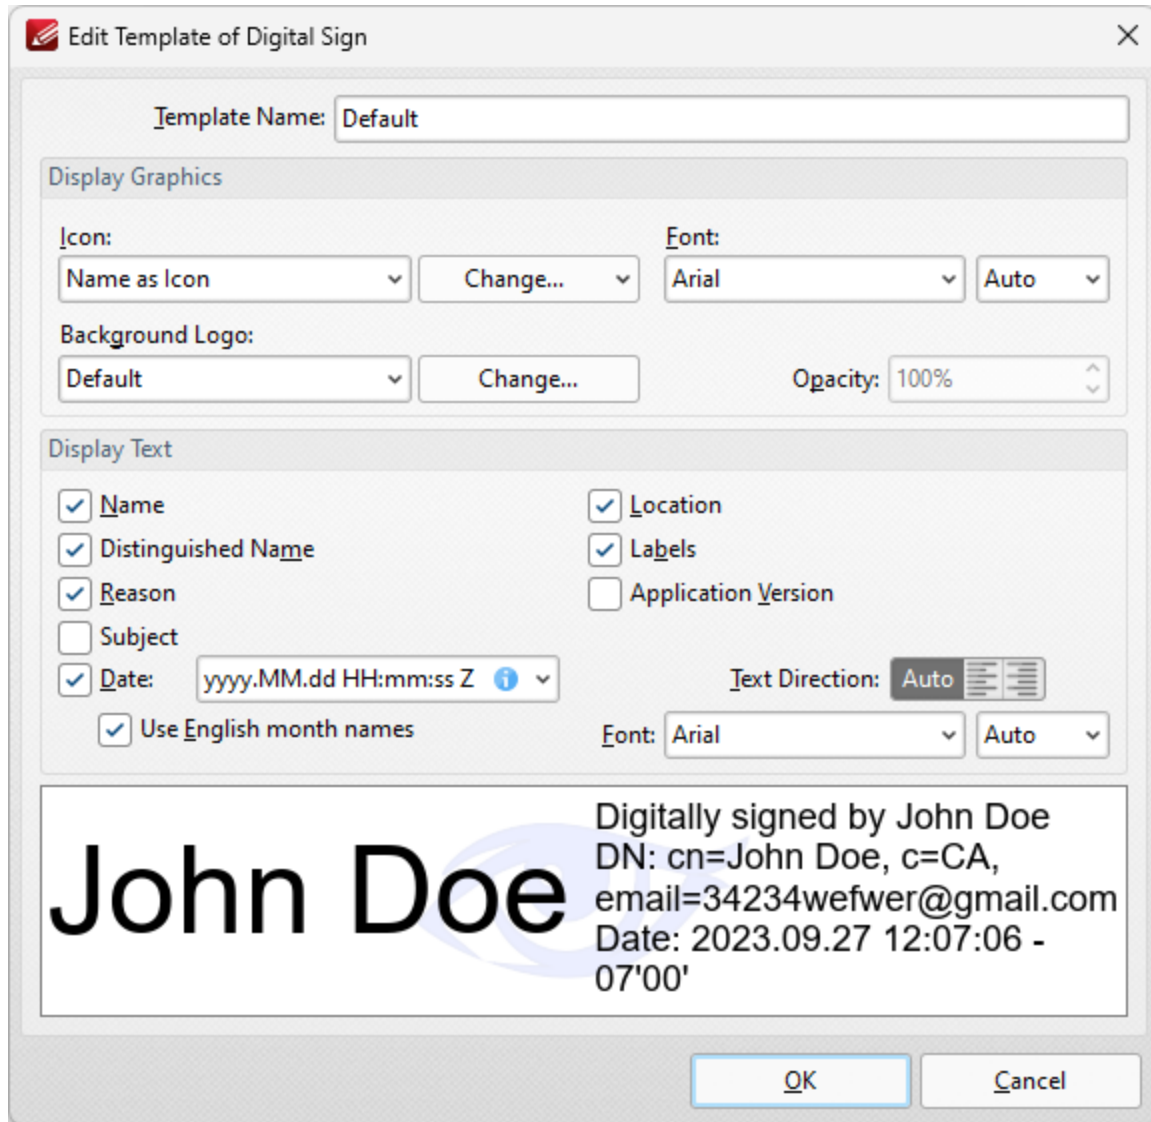 Edit Template of Digital Sign
Template Name: Default
Display Graphics
Icon:
Name as Icon
Change...
Font:
Arial
Auto
Background Logo:
Default
Change...
Opacity: 100%
Display Text
Name
Distinguished Name
Reason
Subject
Date: yyyy.MM.dd HH:mm:ss Z
Use English month names
Location
Labels
Application Version
Text Direction: Auto
Font: Arial
Auto
John Doe
Digitally signed by John Doe
DN: cn=John Doe, c=CA,
email=34234wefwer@gmail.com
Date: 2023.09.27 12:07:06 -
07'00'
OK
Cancel